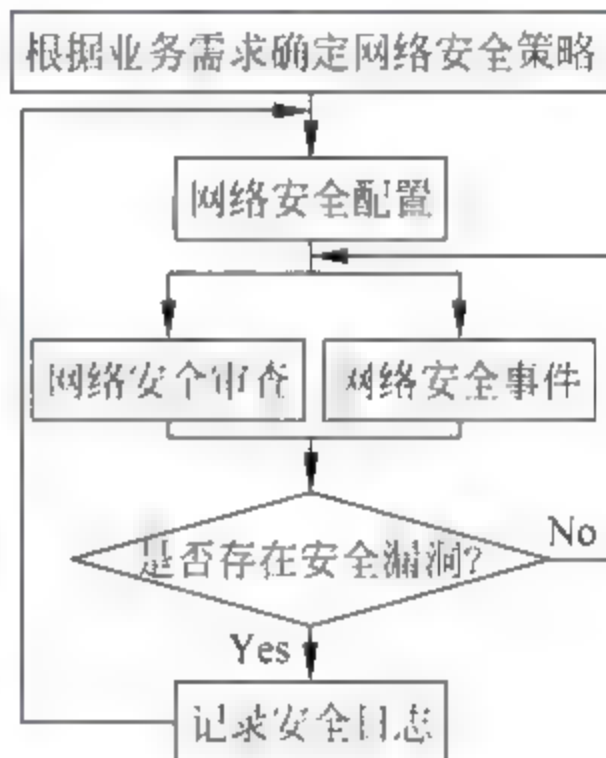 根据业务需求确定网络安全策略
网络安全配置
网络安全审查
网络安全事件
是否存在安全漏洞?
No
Yes
记录安全日志